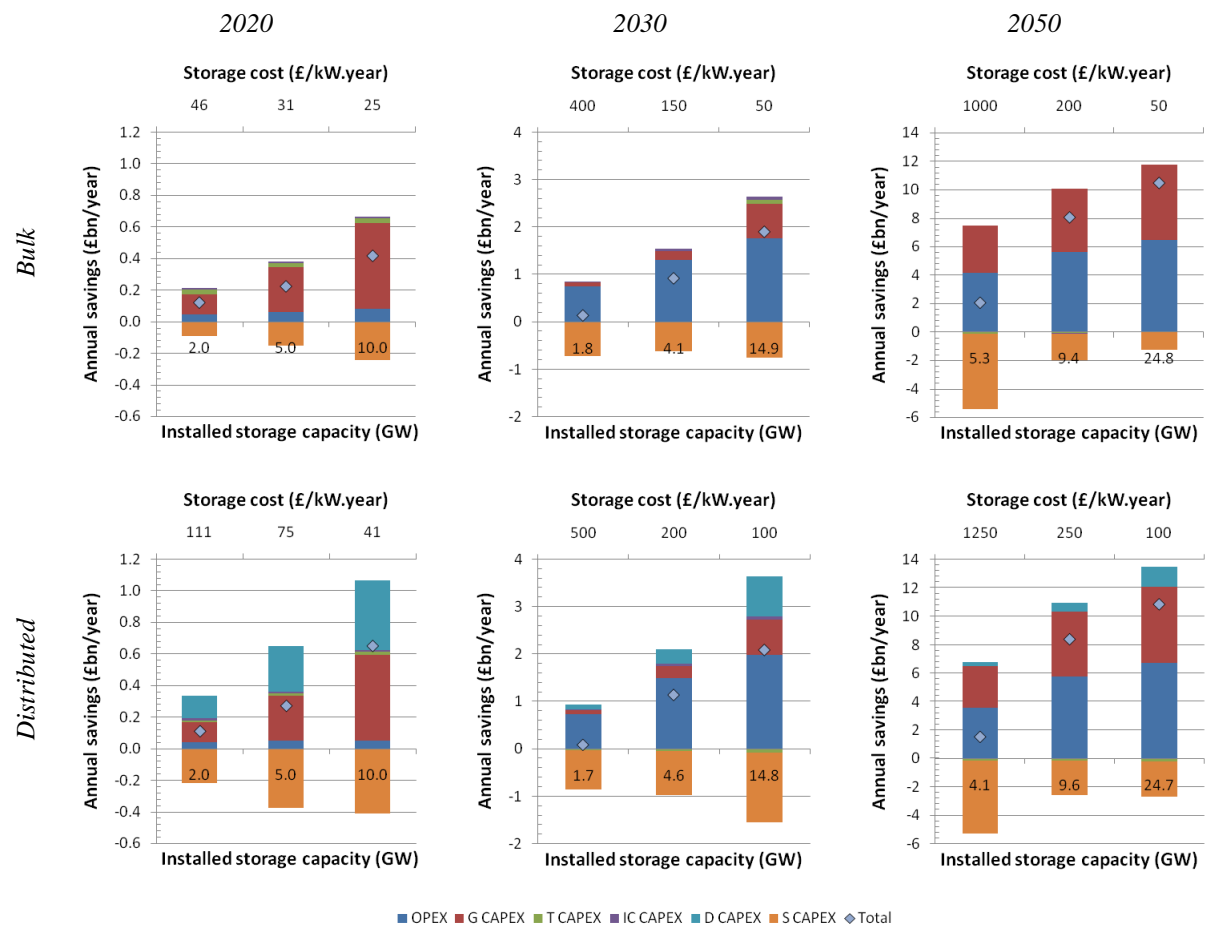 2020 2030 2050
Bulk
Storage cost (£/kW.year)
46 31 25
1.2
1.0
0.8
0.6
0.4
0.2
0.0
-0.2
-0.4
-0.6
Annual savings (£bn/year)
2.0 5.0 10.0
Installed storage capacity (GW)
Storage cost (£/kW.year)
400 150 50
4
3
2
1
0
-1
-2
Annual savings (£bn/year)
1.8 4.1 14.9
Installed storage capacity (GW)
Storage cost (£/kW.year)
1000 200 50
14
12
10
8
6
4
2
0
-2
-4
-6
Annual savings (£bn/year)
5.3 9.4 24.8
Installed storage capacity (GW)
Distributed
Storage cost (£/kW.year)
111 75 41
1.2
1.0
0.8
0.6
0.4
0.2
0.0
-0.2
-0.4
-0.6
Annual savings (£bn/year)
2.0 5.0 10.0
Installed storage capacity (GW)
Storage cost (£/kW.year)
500 200 100
4
3
2
1
0
-1
-2
Annual savings (£bn/year)
1.7 4.6 14.8
Installed storage capacity (GW)
Storage cost (£/kW.year)
1250 250 100
14
12
10
8
6
4
2
0
-2
-4
-6
Annual savings (£bn/year)
4.1 9.6 24.7
Installed storage capacity (GW)
OPEX G CAPEX T CAPEX IC CAPEX D CAPEX S CAPEX Total